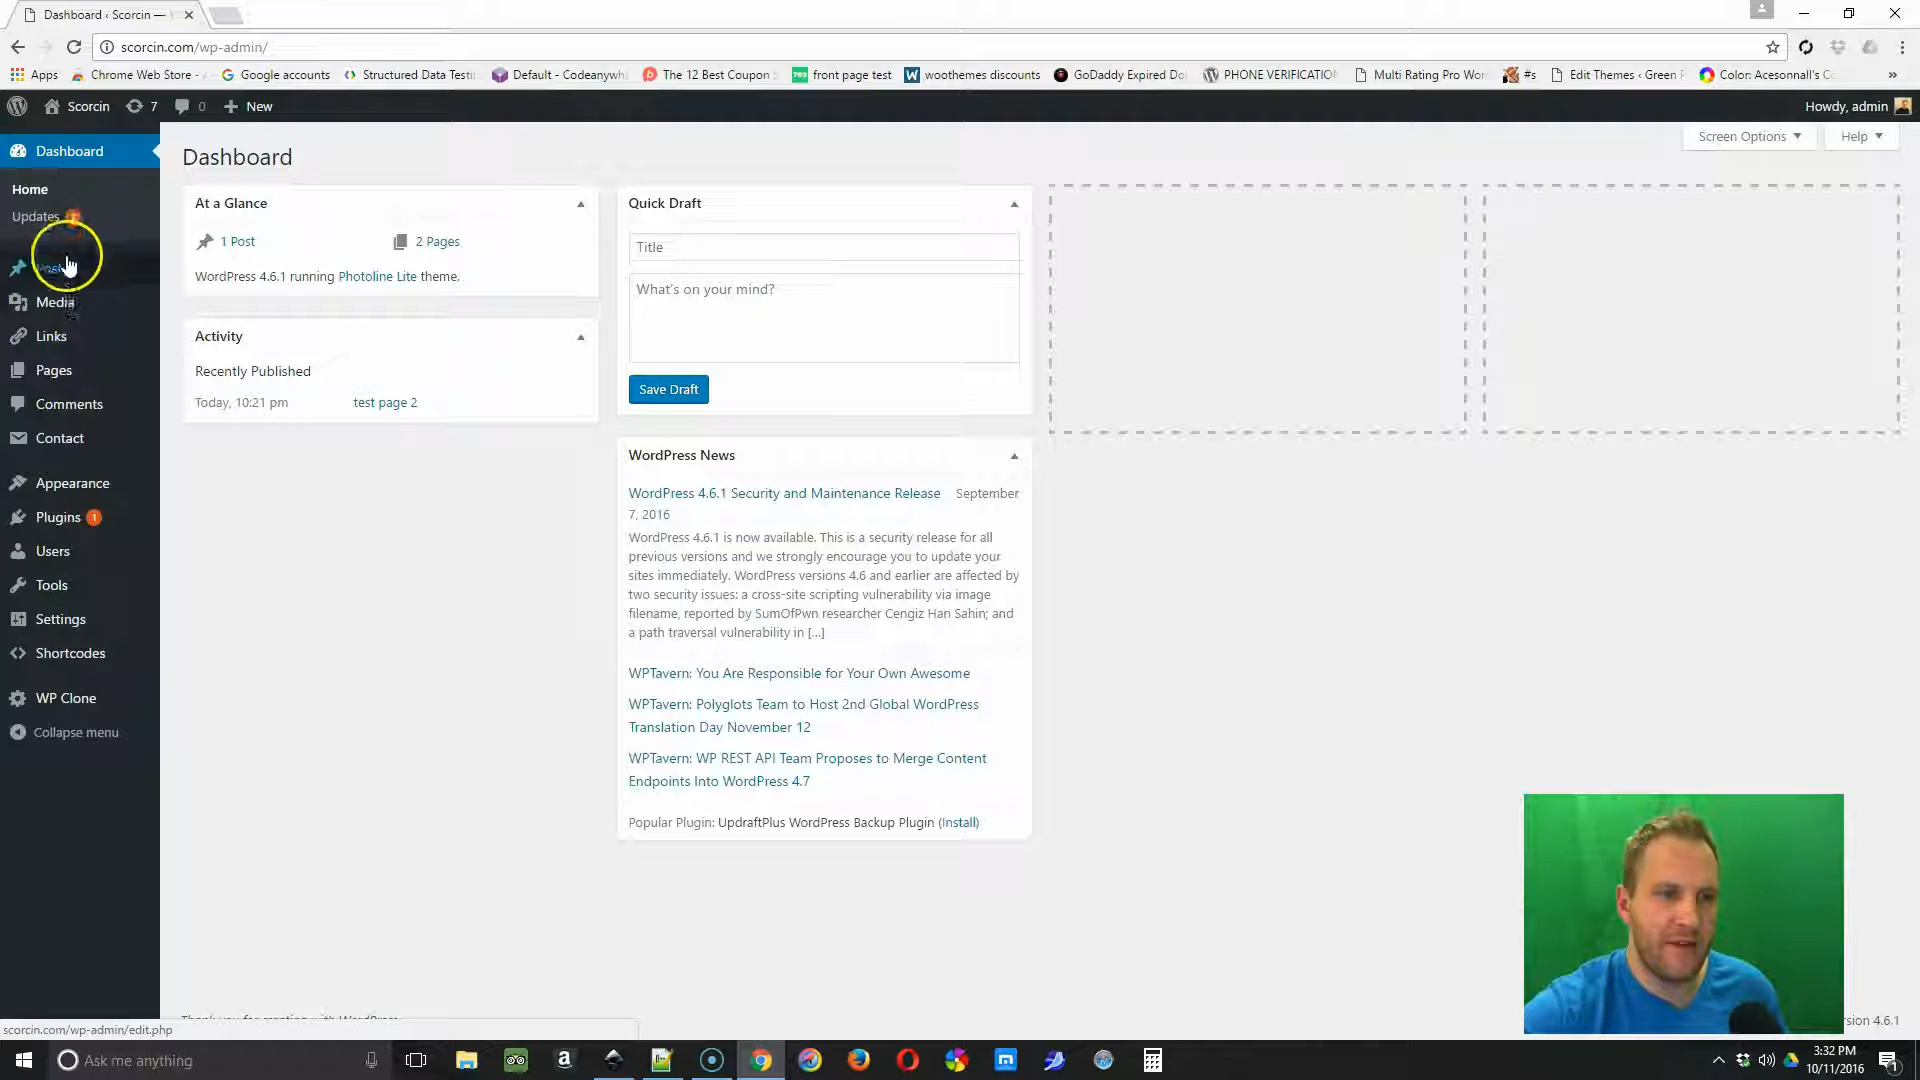 Dashboard ‹ Scorcin —
scorcin.com/wp-admin/
Apps
Chrome Web Store -
Google accounts
Structured Data Testi
Default - Codeanywh
The 12 Best Coupon
front page test
woothemes discounts
GoDaddy Expired Do
PHONE VERIFICATIO
Multi Rating Pro Wor
#s
Edit Themes ‹ Green
Color: Acesonnall's C
Scorcin
7
0
New
Howdy, admin
Dashboard
Home
Updates
Media
Links
Pages
Comments
Contact
Appearance
Plugins 1
Users
Tools
Settings
Shortcodes
WP Clone
Collapse menu
Screen Options
Help
Dashboard
At a Glance
1 Post
2 Pages
WordPress 4.6.1 running Photoline Lite theme.
Activity
Recently Published
Today, 10:21 pm
test page 2
Quick Draft
Title
What's on your mind?
Save Draft
WordPress News
WordPress 4.6.1 Security and Maintenance Release September
7, 2016
WordPress 4.6.1 is now available. This is a security release for all
previous versions and we strongly encourage you to update your
sites immediately. WordPress versions 4.6 and earlier are affected by
two security issues: a cross-site scripting vulnerability via image
filename, reported by SumOfPwn researcher Cengiz Han Sahin; and
a path traversal vulnerability in [...]
WPTavern: You Are Responsible for Your Own Awesome
WPTavern: Polyglots Team to Host 2nd Global WordPress
Translation Day November 12
WPTavern: WP REST API Team Proposes to Merge Content
Endpoints Into WordPress 4.7
Popular Plugin: UpdraftPlus WordPress Backup Plugin (Install)
rsion 4.6.1
scorcin.com/wp-admin/edit.php
Ask me anything
3:32 PM
10/11/2016
1